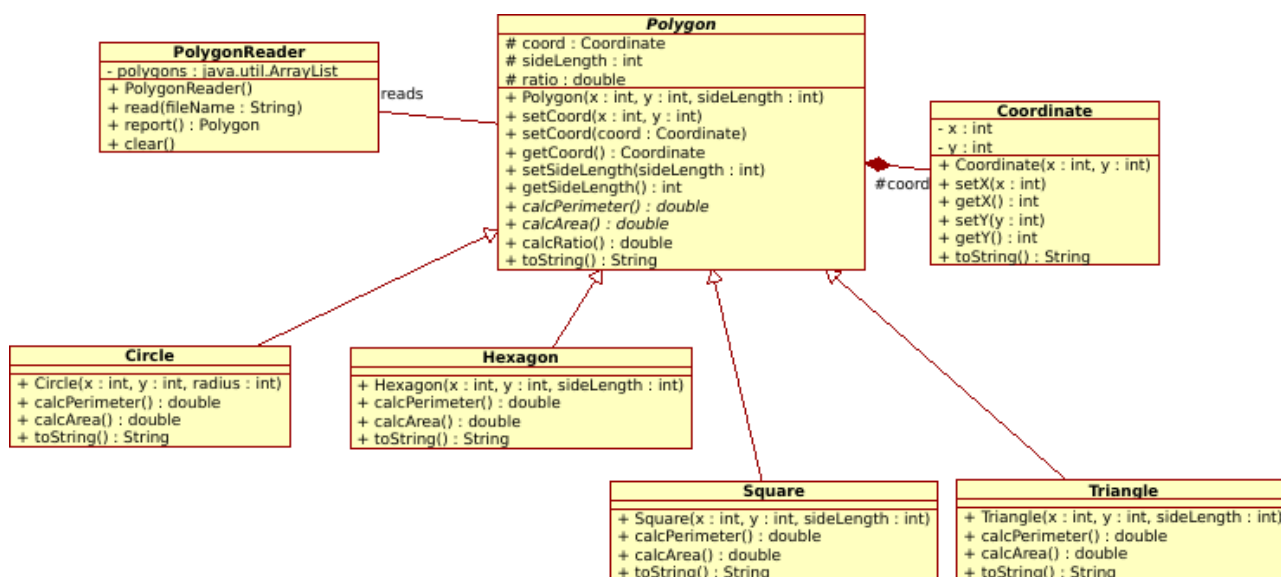 Polygon
# coord : Coordinate
# sideLength : int
# ratio : double
+ Polygon(x : int, y : int, sideLength : int)
+ setCoord(x : int, y : int)
+ setCoord(coord : Coordinate)
+ getCoord() : Coordinate
+ setSideLength(sideLength : int)
+ getSideLength() : int
+ calcPerimeter() : double
+ calcArea() : double
+ calcRatio() : double
+ toString() : String
PolygonReader
- polygons : java.util.ArrayList
+ PolygonReader()
+ read(fileName : String)
+ report() : Polygon
+ clear()
reads
Coordinate
- x : int
- y : int
+ Coordinate(x : int, y : int)
+ setX(x : int)
+ getX() : int
+ setY(y : int)
+ getY() : int
+ toString() : String
#coord
Circle
+ Circle(x : int, y : int, radius : int)
+ calcPerimeter() : double
+ calcArea() : double
+ toString() : String
Hexagon
+ Hexagon(x : int, y : int, sideLength : int)
+ calcPerimeter() : double
+ calcArea() : double
+ toString() : String
Square
+ Square(x : int, y : int, sideLength : int)
+ calcPerimeter() : double
+ calcArea() : double
+ toString() : String
Triangle
+ Triangle(x : int, y : int, sideLength : int)
+ calcPerimeter() : double
+ calcArea() : double
+ toString() : String